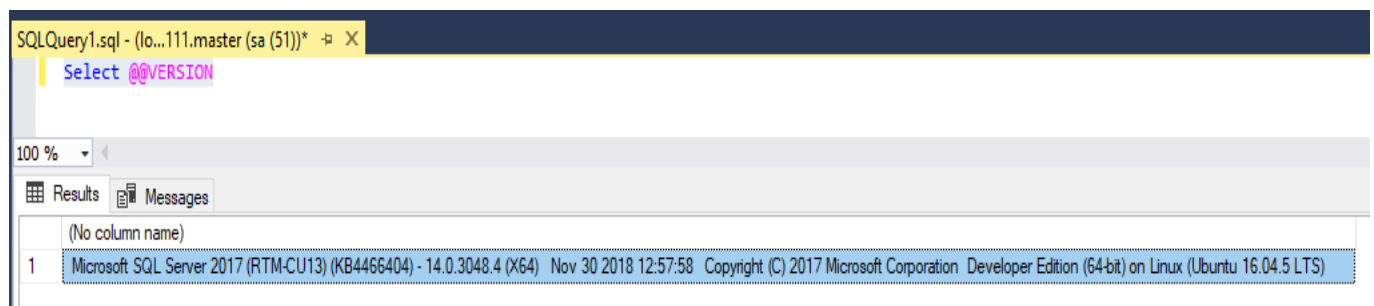 SQLQuery1.sql - (lo...111.master (sa (51))*
Select @@VERSION
100 %
Results Messages
(No column name)
1 Microsoft SQL Server 2017 (RTM-CU13) (KB4466404) - 14.0.3048.4 (X64) Nov 30 2018 12:57:58 Copyright (C) 2017 Microsoft Corporation Developer Edition (64-bit) on Linux (Ubuntu 16.04.5 LTS)